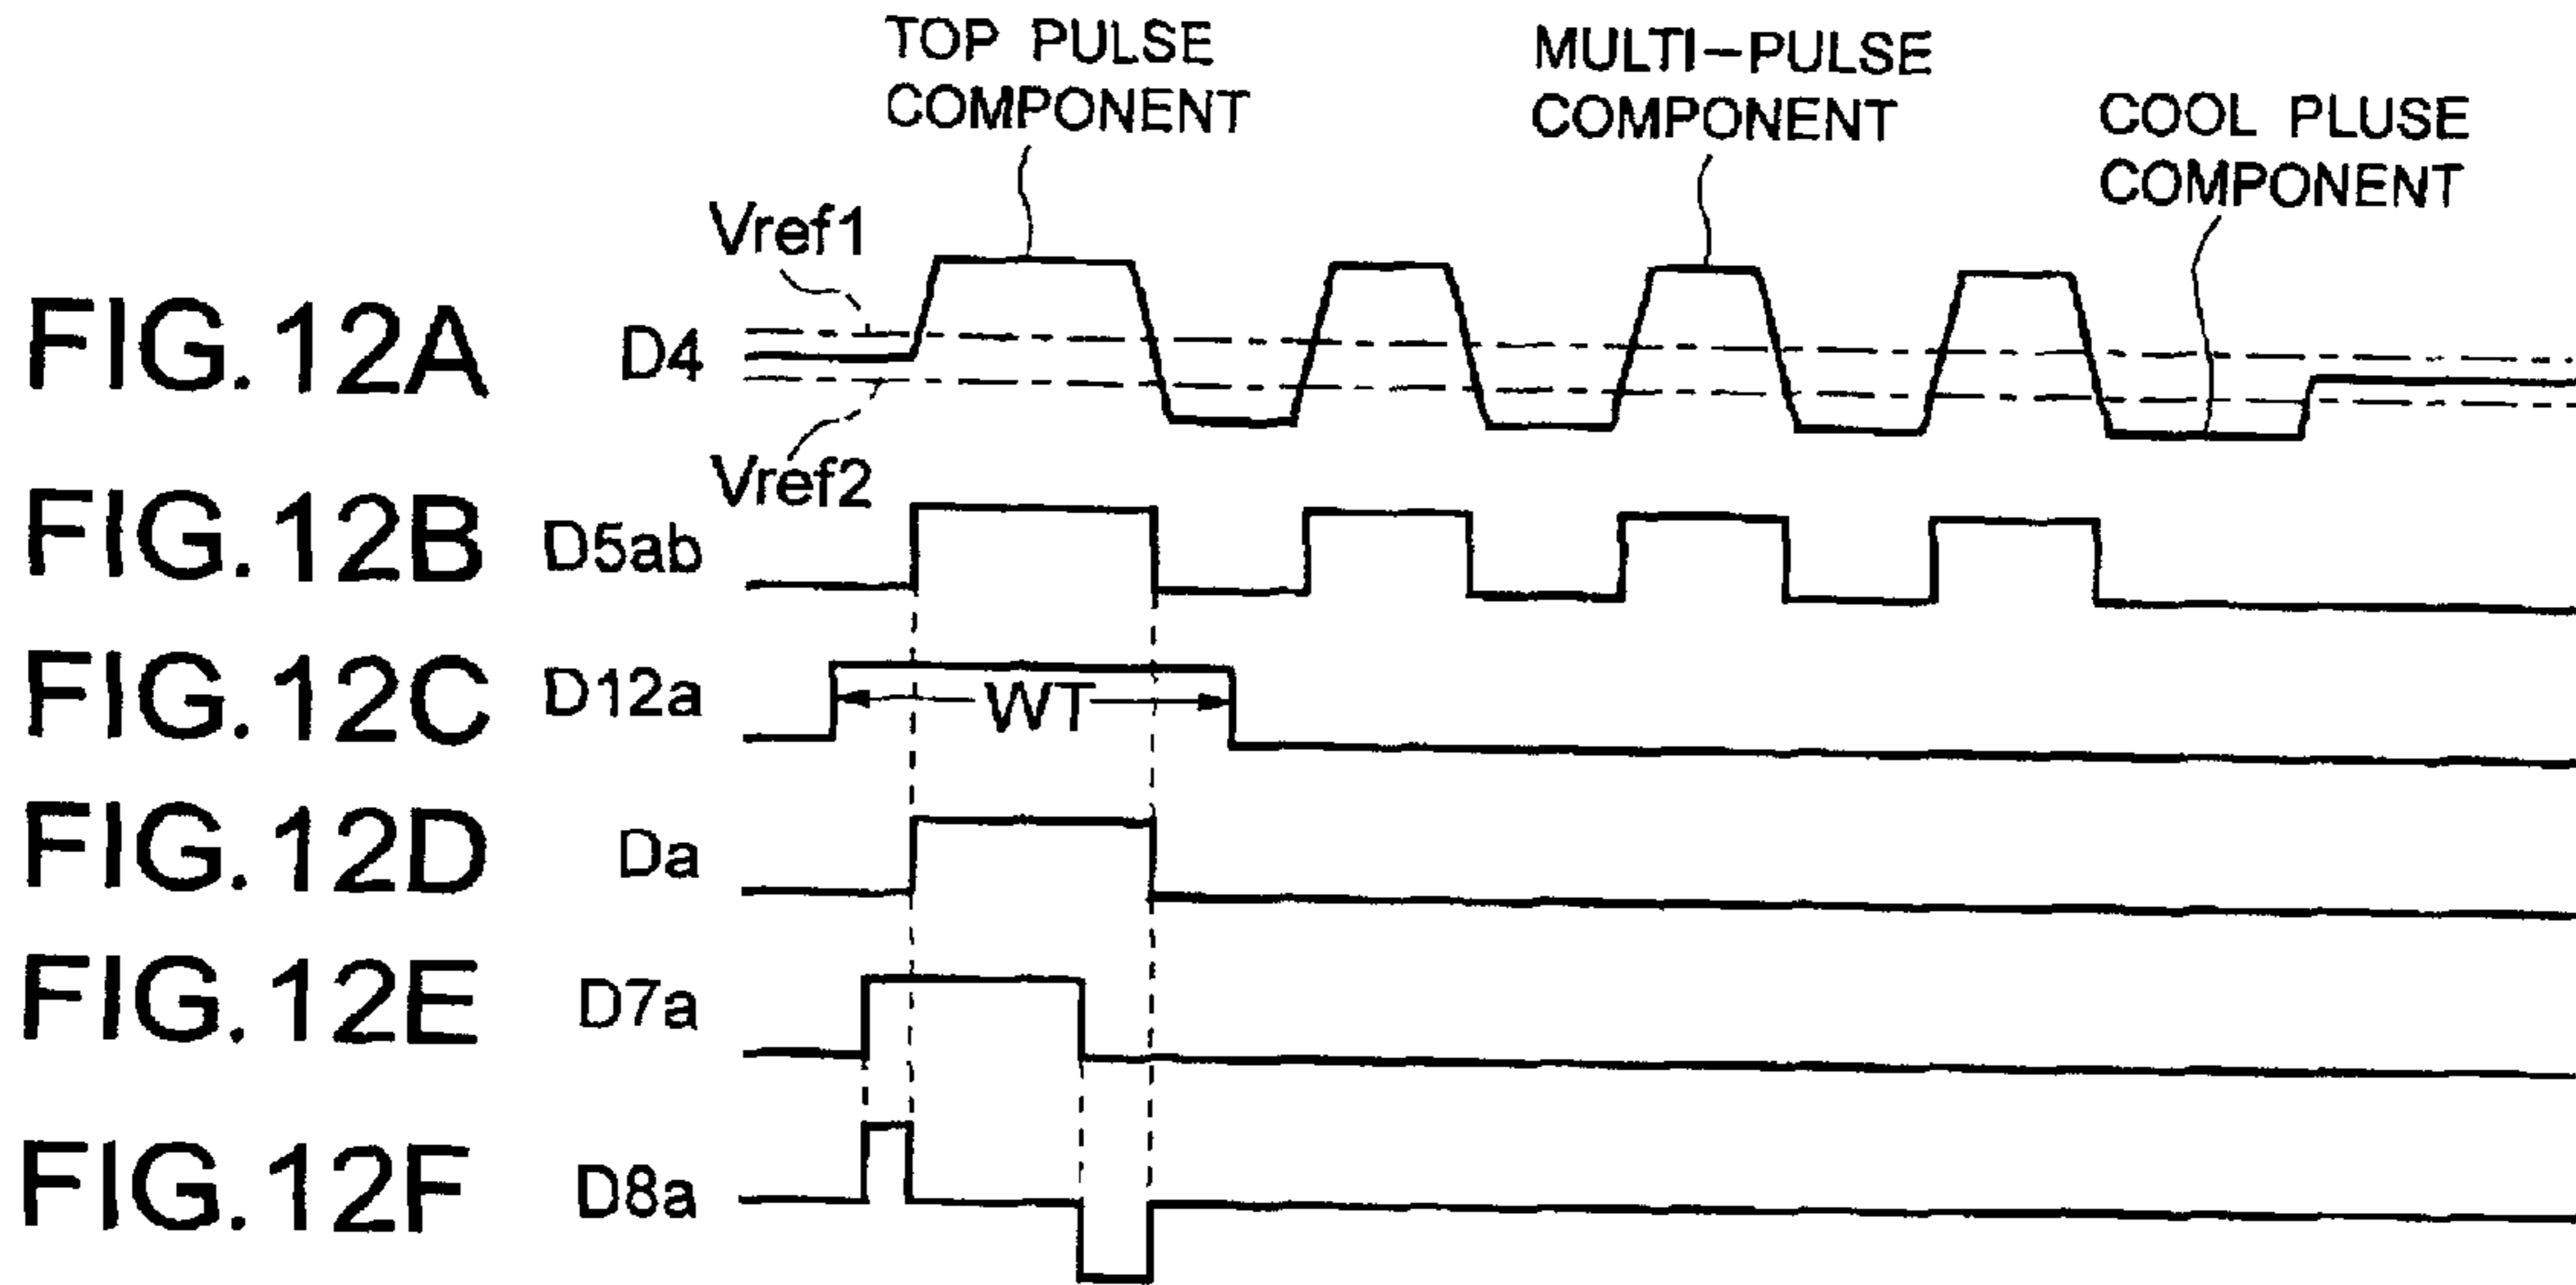 TOP PULSE
COMPONENT
MULTI-PULSE
COMPONENT
COOL PLUSE
COMPONENT
Vref1
FIG.12A
D4
Vref2
FIG.12B
D5ab
FIG.12C
D12a
WT
FIG.12D
Da
FIG.12E
D7a
FIG.12F
D8a